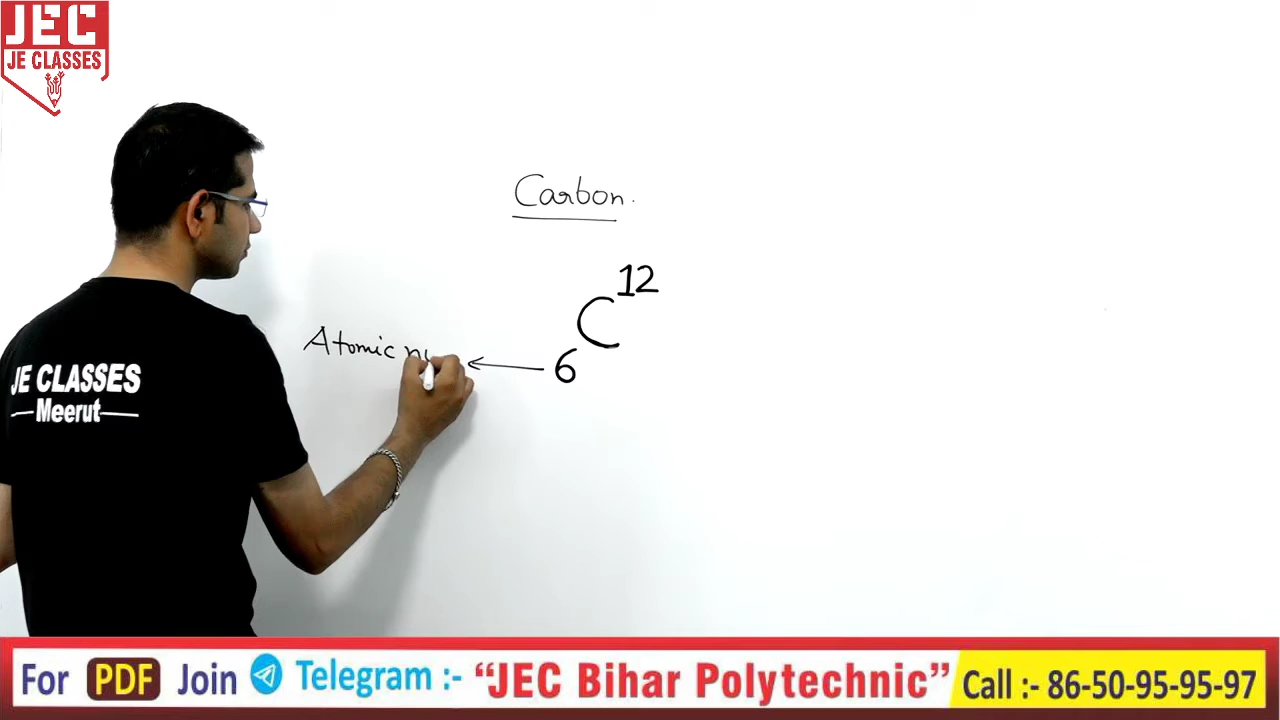 JEC
JE CLASSES
Carbon.
12
C
6
Atomic
JE CLASSES
Meerut
For PDF Join Telegram :- “JEC Bihar Polytechnic” Call :- 86-50-95-95-97